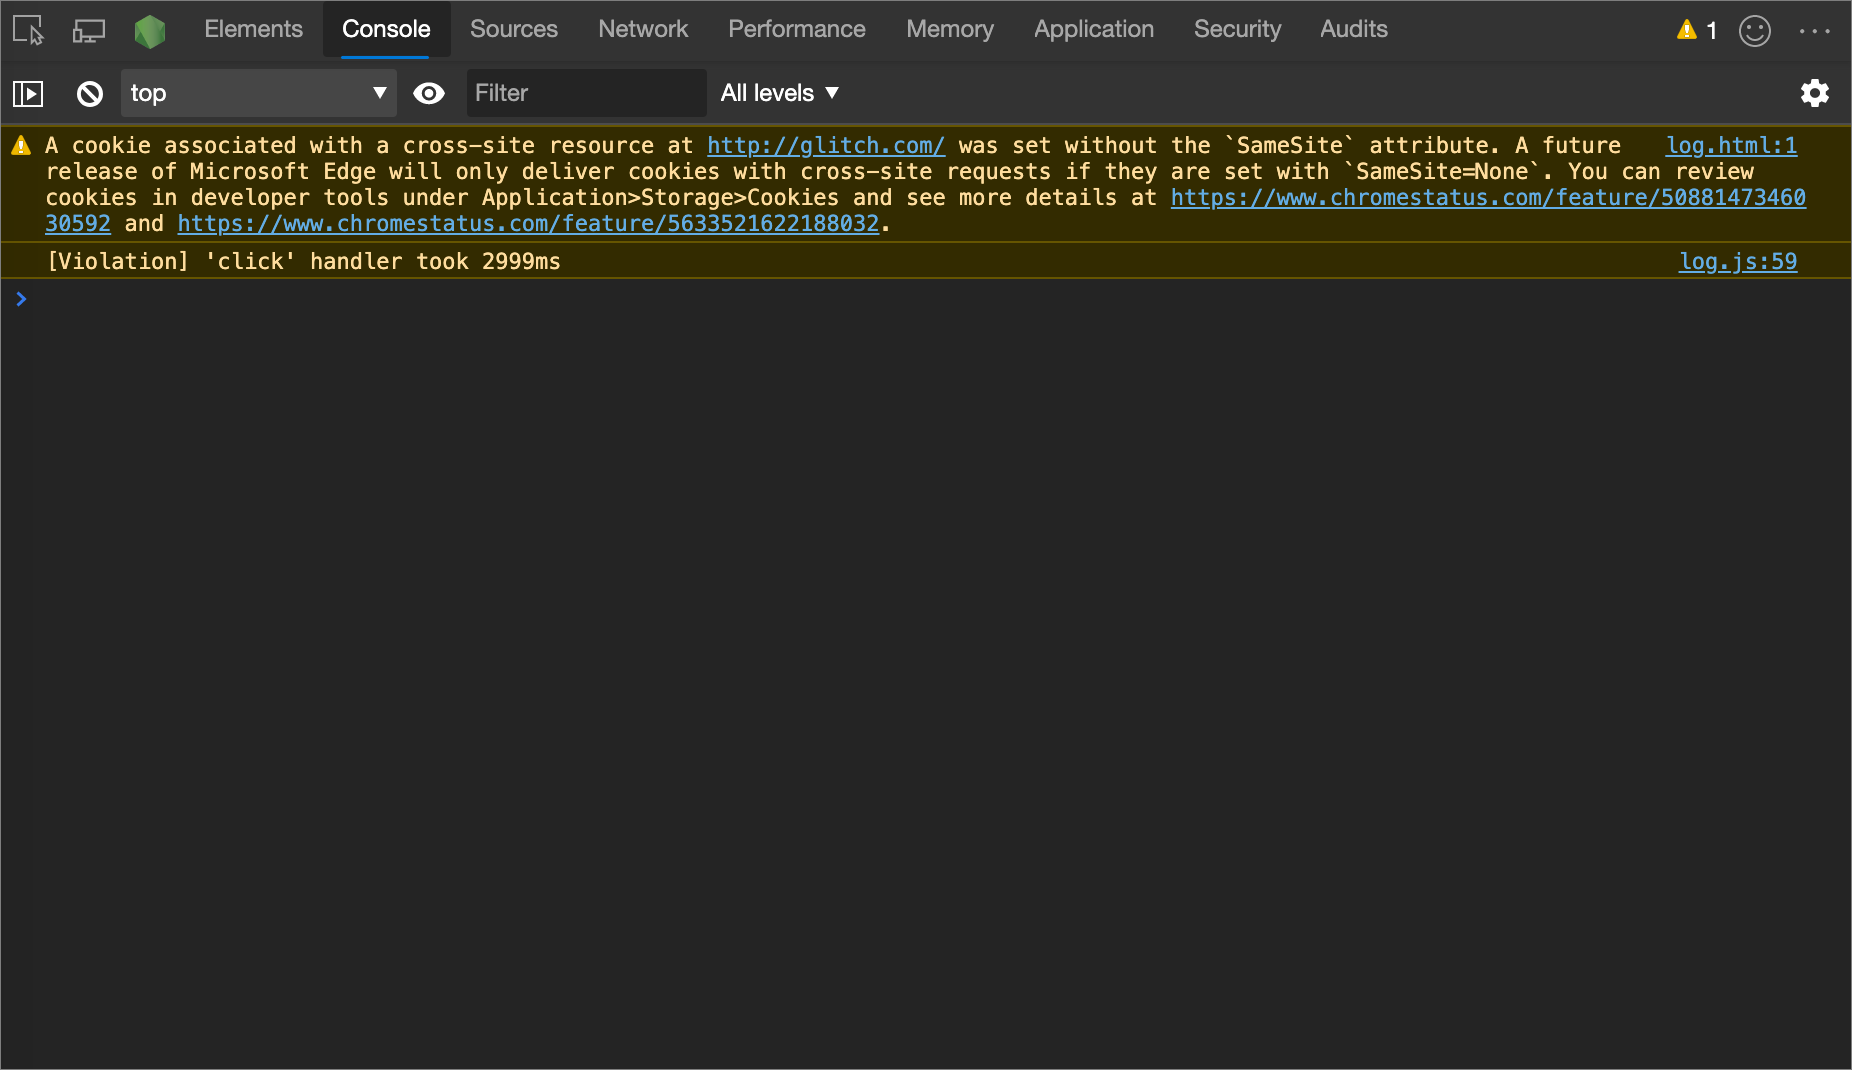 Elements Console Sources Network Performance Memory Application Security Audits 1
top Filter All levels
A cookie associated with a cross-site resource at http://glitch.com/ was set without the `SameSite` attribute. A future log.html:1
release of Microsoft Edge will only deliver cookies with cross-site requests if they are set with `SameSite=None`. You can review
cookies in developer tools under Application>Storage>Cookies and see more details at https://www.chromestatus.com/feature/50881473460
30592 and https://www.chromestatus.com/feature/5633521622188032.
[Violation] 'click' handler took 2999ms log.js:59